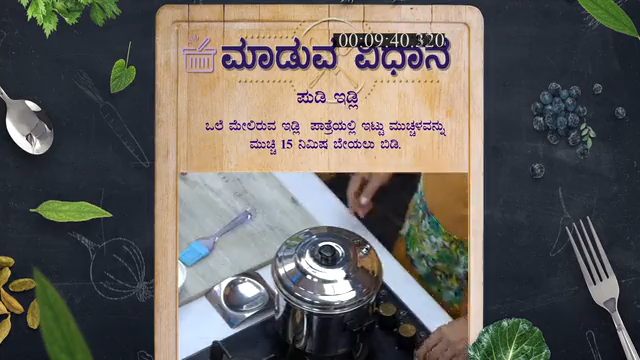 00:09:40.320
ಮಾಡುವ ವಿಧಾನ
ಪುಡಿ ಇಡ್ಲಿ
ಒಲೆ ಮೇಲಿರುವ ಇಡ್ಲಿ ಪಾತ್ರೆಯಲ್ಲಿ ಇಟ್ಟು ಮುಚ್ಚಳವನ್ನು
ಮುಚ್ಚಿ 15 ನಿಮಿಷ ಬೇಯಲು ಬಿಡಿ.